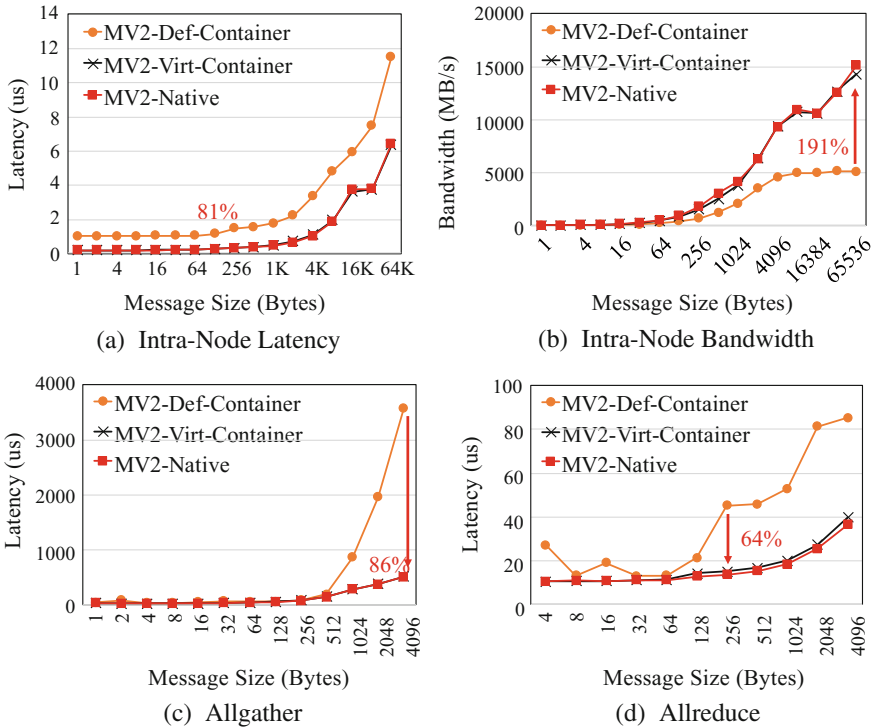 14
12
10
8
6
4
2
0
Latency (us)
MV2-Def-Container
MV2-Virt-Container
MV2-Native
81%
1 4 16 64 256 1K 4K 16K 64K
Message Size (Bytes)
(a) Intra-Node Latency
20000
15000
10000
5000
0
Bandwidth (MB/s)
MV2-Def-Container
MV2-Virt-Container
MV2-Native
191%
1 4 16 64 256 1024 4096 16384 65536
Message Size (Bytes)
(b) Intra-Node Bandwidth
4000
3000
2000
1000
0
Latency (us)
MV2-Def-Container
MV2-Virt-Container
MV2-Native
86%
1 2 4 8 16 32 64 128 256 512 1024 2048 4096
Message Size (Bytes)
(c) Allgather
100
80
60
40
20
0
Latency (us)
MV2-Def-Container
MV2-Virt-Container
MV2-Native
64%
4 8 16 32 64 128 256 512 1024 2048 4096
Message Size (Bytes)
(d) Allreduce